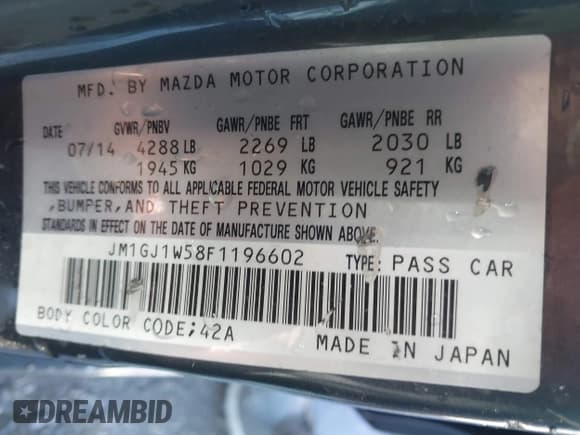 MFD. BY MAZDA MOTOR CORPORATION
DATE GVWR/PNBV GAWR/PNBE FRT GAWR/PNBE RR
07/14 4288 LB 2269 LB 2030 LB
1945 KG 1029 KG 921 KG
THIS VEHICLE CONFORMS TO ALL APPLICABLE FEDERAL MOTOR VEHICLE SAFETY
,BUMPER,AND THEFT PREVENTION
STANDARDS IN EFFECT ON THE DATE OF MANUFACTURE SHOWN ABOVE.
JM1GJ1W58F1196602 TYPE: PASS CAR
BODY COLOR CODE;42A MADE IN JAPAN
DREAMBID